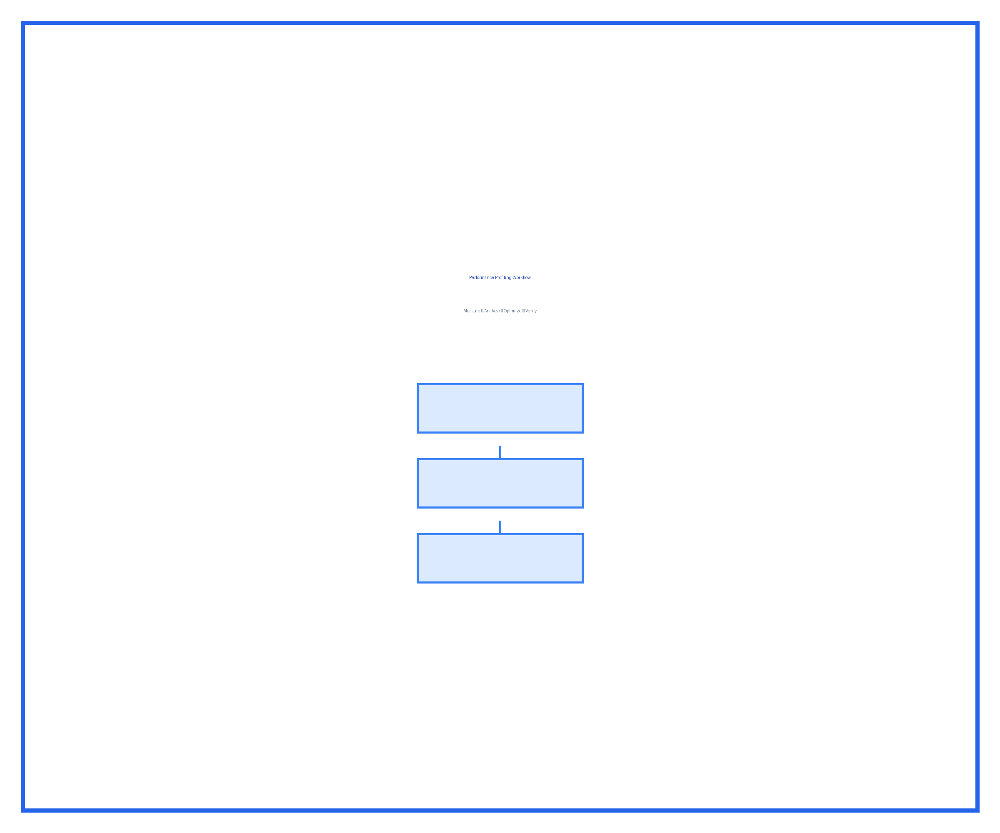 Performance Profiling Workflow
Measure □ Analyze □ Optimize □ Verify